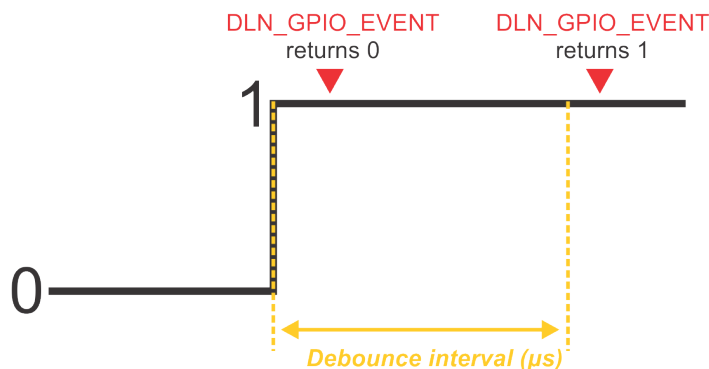 DLN_GPIO_EVENT
returns 0
DLN_GPIO_EVENT
returns 1
1
0
Debounce interval (µs)